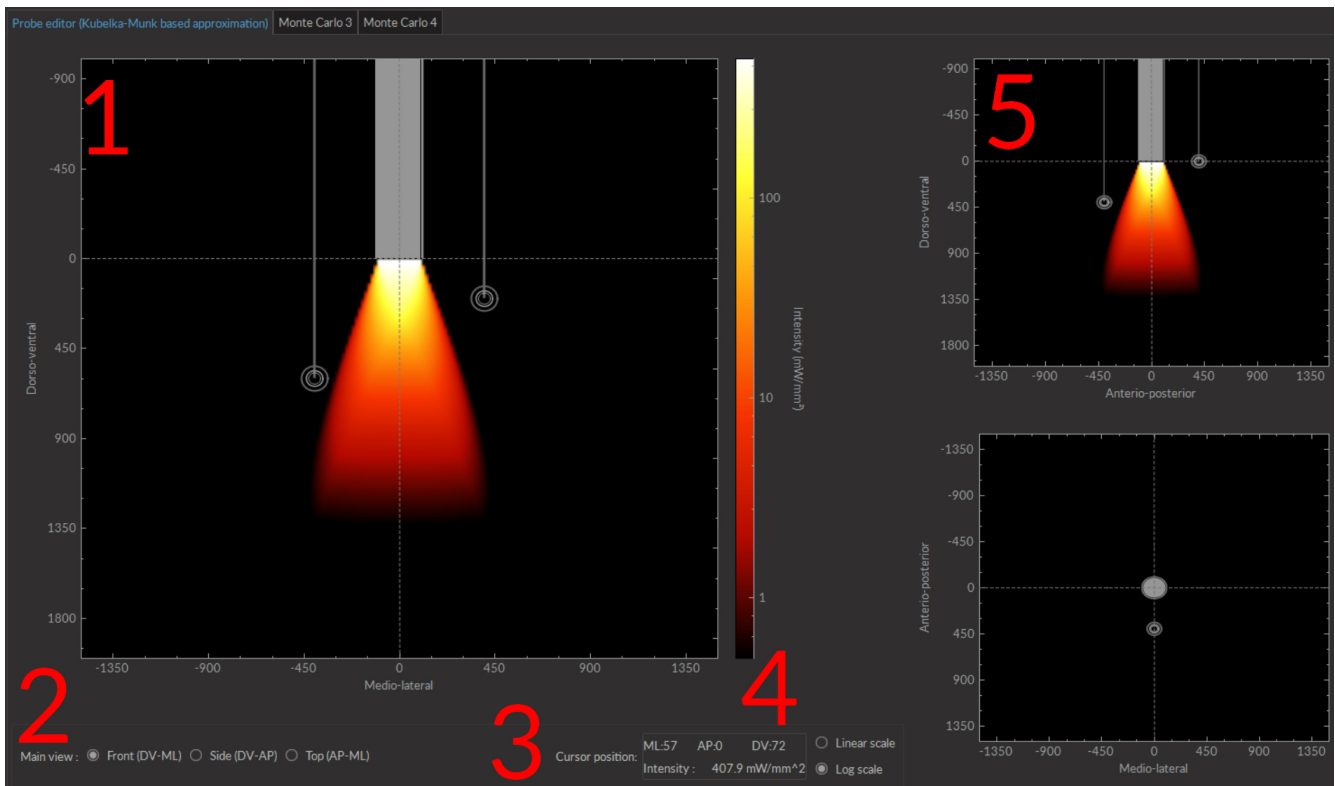 Probe editor (Kubelka-Munk based approximation) Monte Carlo 3 Monte Carlo 4
1
-900
-450
0
450
900
1350
1800
Dorso-ventral
-1350 -900 -450 0 450 900 1350
Medio-lateral
100
10
1
Intensity (mW/mm²)
5
-900
-450
0
450
900
1350
1800
Dorso-ventral
-1350 -900 -450 0 450 900 1350
Anterio-posterior
-1350
-900
-450
0
450
900
1350
Anterio-posterior
-1350 -900 -450 0 450 900 1350
Medio-lateral
2
Main view : Front (DV-ML) Side (DV-AP) Top (AP-ML)
3
Cursor position:
ML:57 AP:0 DV:72
Intensity : 407.9 mW/mm^2
4
Linear scale
Log scale